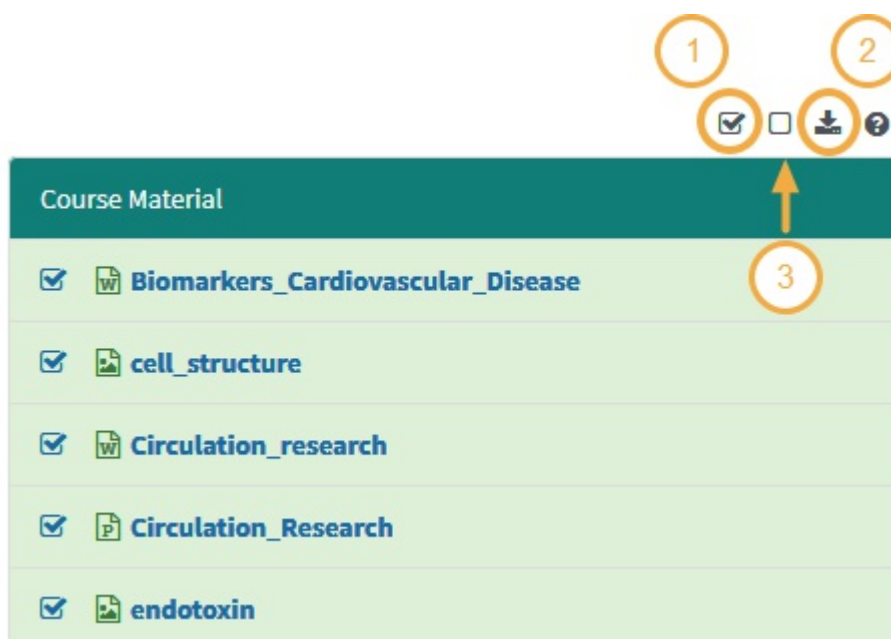 1
2
Course Material
3
Biomarkers_Cardiovascular_Disease
cell_structure
Circulation_research
Circulation_Research
endotoxin